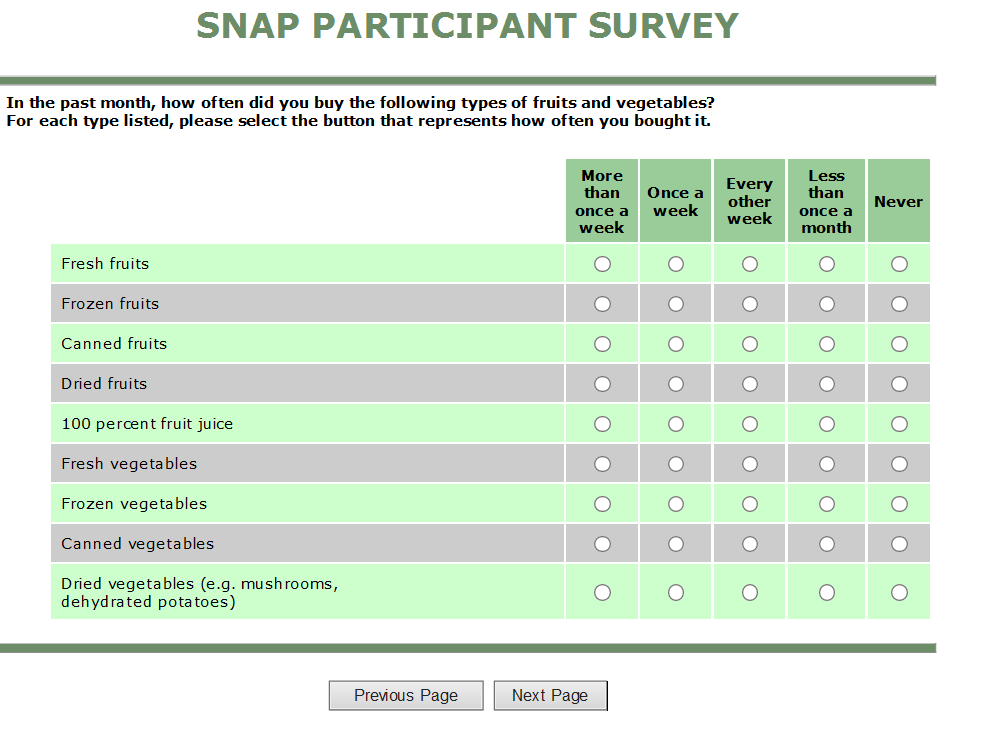 SNAP PARTICIPANT SURVEY
In the past month, how often did you buy the following types of fruits and vegetables?
For each type listed, please select the button that represents how often you bought it.
More
than
once a
week
Once a
week
Every
other
week
Less
than
once a
month
Never
Fresh fruits
Frozen fruits
Canned fruits
Dried fruits
100 percent fruit juice
Fresh vegetables
Frozen vegetables
Canned vegetables
Dried vegetables (e.g. mushrooms,
dehydrated potatoes)
Previous Page
Next Page